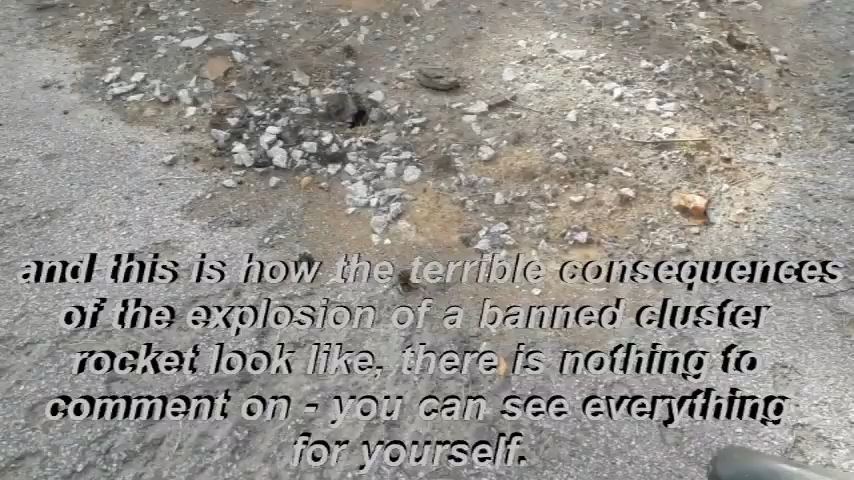 and this is how the terrible consequences
of the explosion of a banned cluster
rocket look like, there is nothing to
comment on - you can see everything
for yourself.